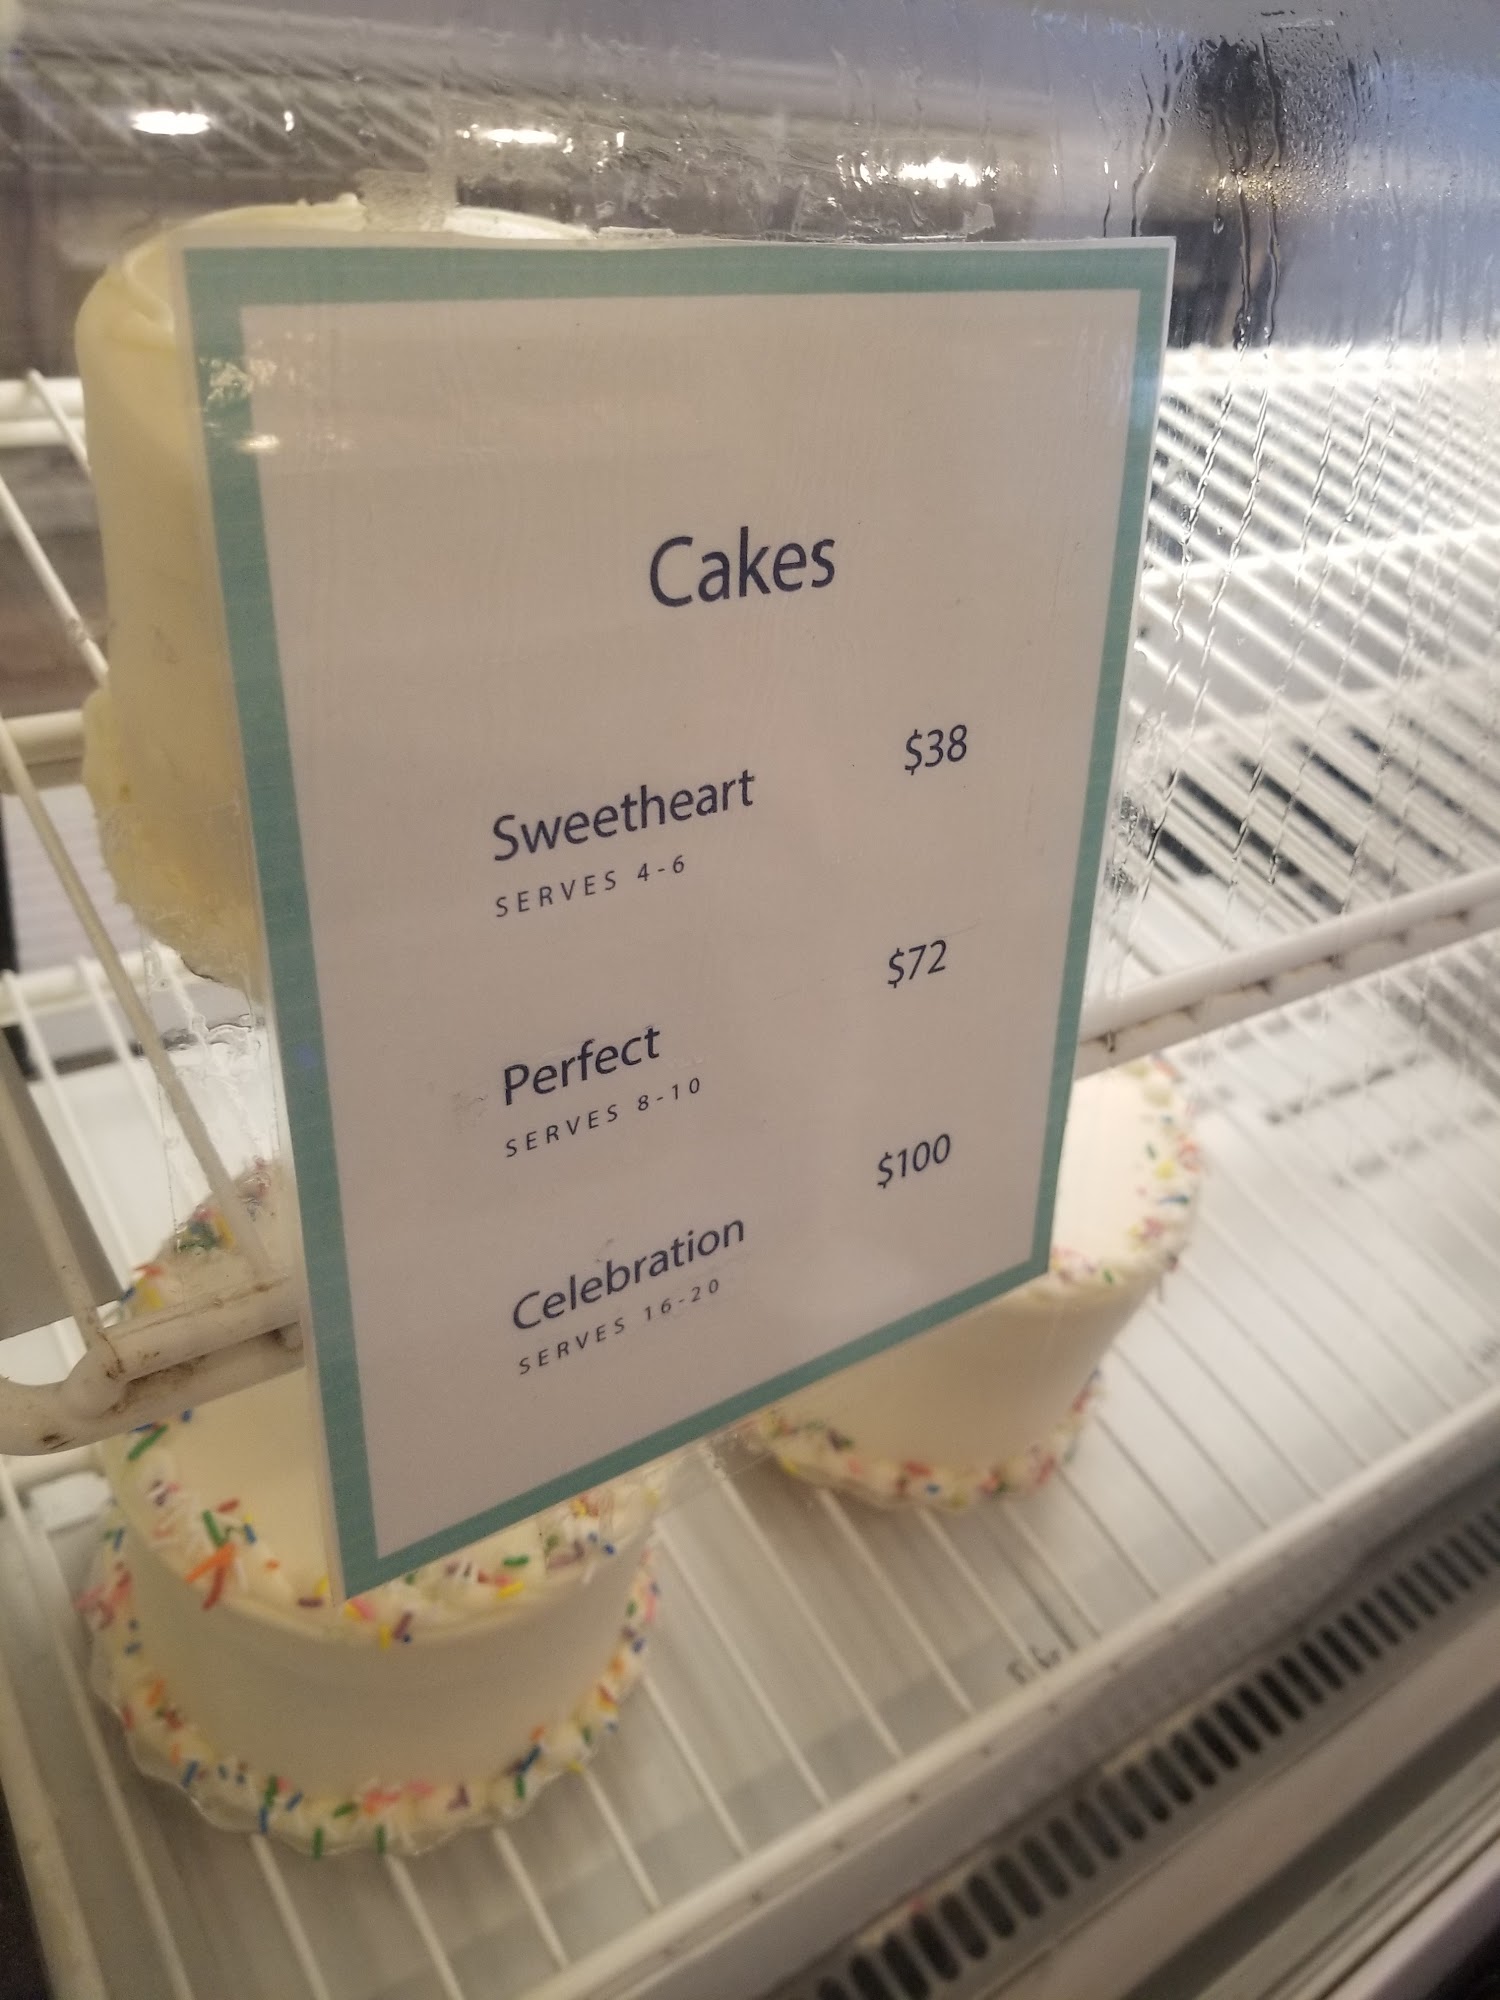 Cakes
Sweetheart $38
SERVES 4-6
Perfect $72
SERVES 8-10
Celebration $100
SERVES 16-20